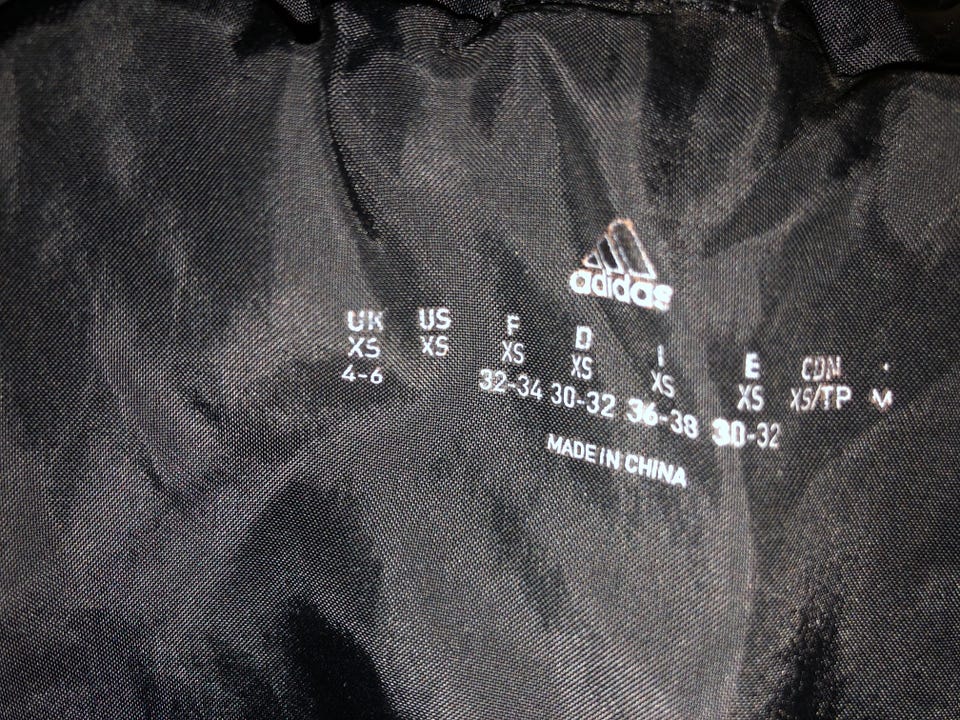 adidas
UK US F D I E CDN J
XS XS XS XS XS XS XS/TP M
4-6 32-34 30-32 36-38 30-32
MADE IN CHINA